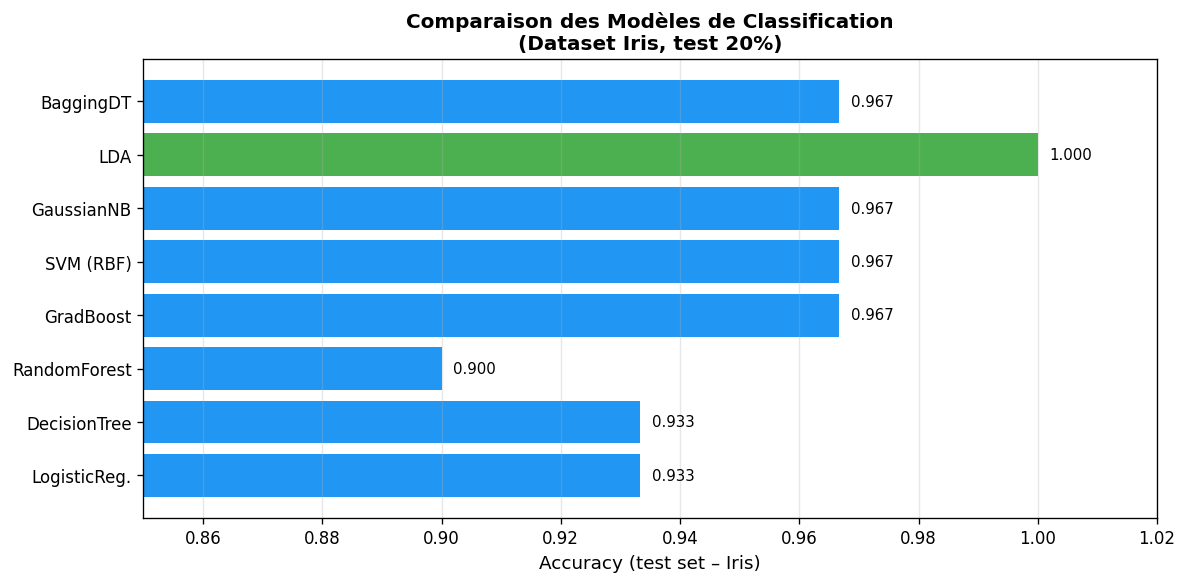 Comparaison des Modèles de Classification
(Dataset Iris, test 20%)
BaggingDT 0.967
LDA 1.000
GaussianNB 0.967
SVM (RBF) 0.967
GradBoost 0.967
RandomForest 0.900
DecisionTree 0.933
LogisticReg. 0.933
0.86 0.88 0.90 0.92 0.94 0.96 0.98 1.00 1.02
Accuracy (test set – Iris)